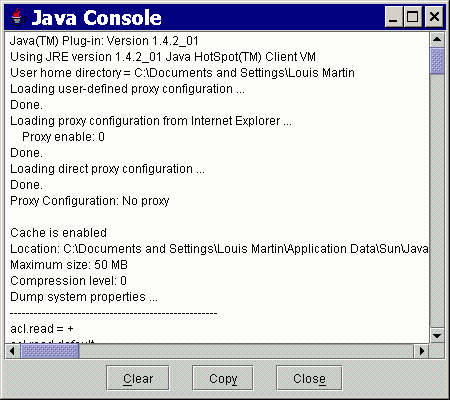 Java Console
Java(TM) Plug-in: Version 1.4.2_01
Using JRE version 1.4.2_01 Java HotSpot(TM) Client VM
User home directory = C:\Documents and Settings\Louis Martin
Loading user-defined proxy configuration ...
Done.
Loading proxy configuration from Internet Explorer ...
Proxy enable: 0
Done.
Loading direct proxy configuration ...
Done.
Proxy Configuration: No proxy
Cache is enabled
Location: C:\Documents and Settings\Louis Martin\Application Data\Sun\Java
Maximum size: 50 MB
Compression level: 0
Dump system properties ...
----------------------------------------------------
acl.read = +
acl.read.default
Clear Copy Close